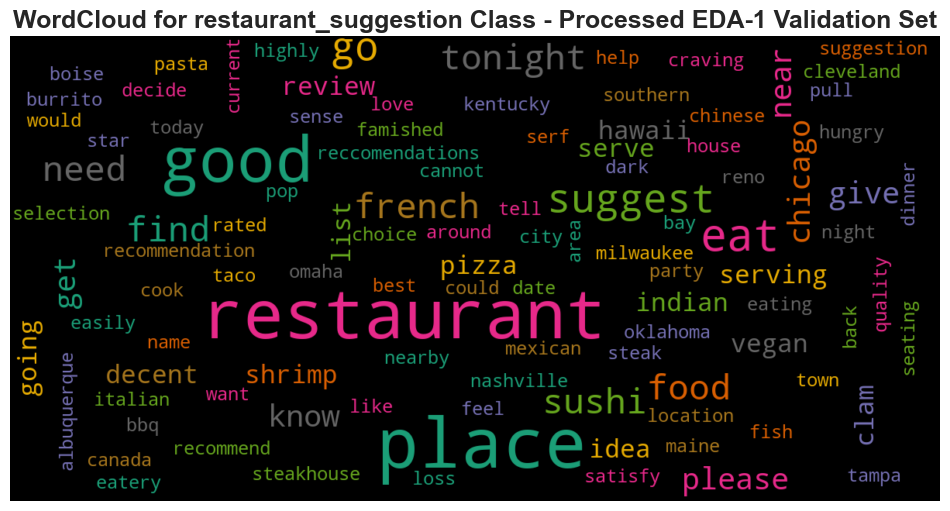 WordCloud for restaurant_suggestion Class - Processed EDA-1 Validation Set
restaurant
place
good
eat
suggest
tonight
go
need
find
french
sushi
food
know
chicago
please
give
near
get
going
hawaii
serve
review
list
pizza
serving
indian
vegan
decent
shrimp
idea
clam
boise
pasta
current
highly
help
craving
suggestion
cleveland
pull
burrito
decide
would
star
today
love
sense
kentucky
southern
chinese
famished
serf
house
hungry
reccomendations
cannot
dark
reno
pop
dinner
selection
rated
choice
around
tell
city
area
bay
milwaukee
night
recommendation
taco
omaha
best
could
date
party
eating
quality
cook
easily
name
nearby
mexican
oklahoma
steak
back
seating
albuquerque
italian
want
like
nashville
feel
town
location
bbq
recommend
fish
maine
canada
eatery
steakhouse
loss
satisfy
tampa